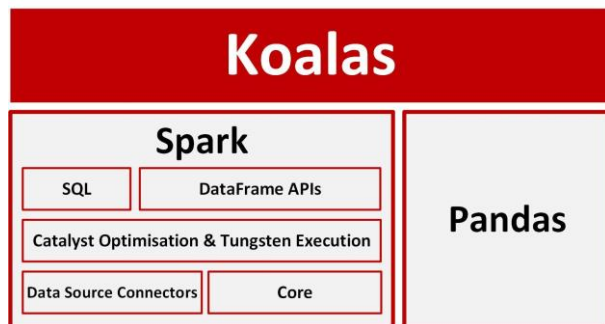 Koalas
Spark
SQL
DataFrame APIs
Catalyst Optimisation & Tungsten Execution
Data Source Connectors
Core
Pandas